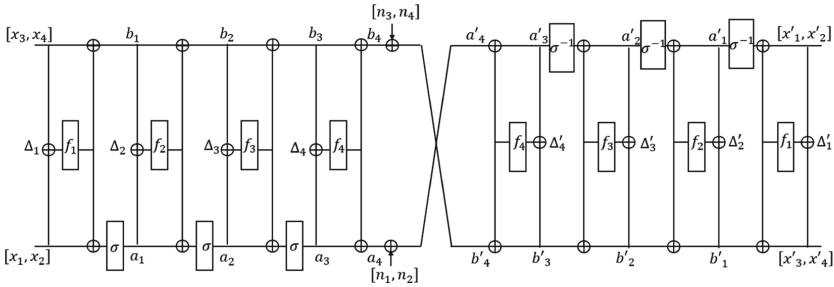 [n₃, n₄]
[x₃, x₄] b₁ b₂ b₃ b₄ a′₄ a′₃ σ⁻¹ a′₂ σ⁻¹ a′₁ σ⁻¹ [x′₁, x′₂]
Δ₁ f₁ Δ₂ f₂ Δ₃ f₃ Δ₄ f₄ f₄ Δ′₄ f₃ Δ′₃ f₂ Δ′₂ f₁ Δ′₁
[x₁, x₂] σ a₁ σ a₂ σ a₃ a₄ b′₄ b′₃ b′₂ b′₁ [x′₃, x′₄]
[n₁, n₂]